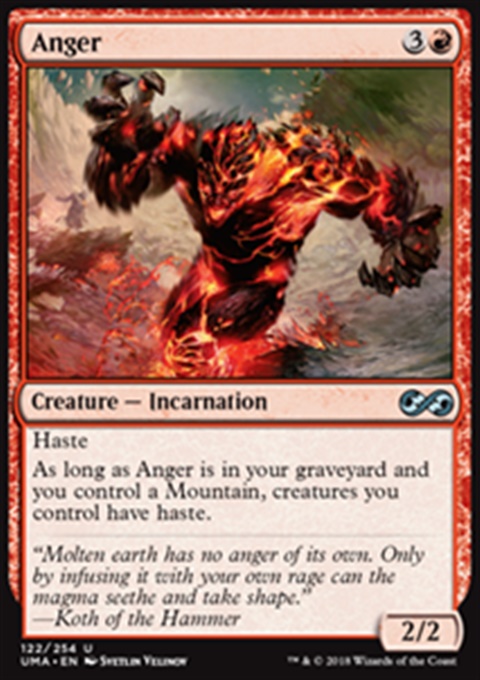 Anger 3
Creature — Incarnation
Haste
As long as Anger is in your graveyard and
you control a Mountain, creatures you
control have haste.
“Molten earth has no anger of its own. Only
by infusing it with your own rage can the
magma seethe and take shape.”
—Koth of the Hammer
2/2
122/254 U
UMA • EN Svetlin Velinov
™ & © 2018 Wizards of the Coast